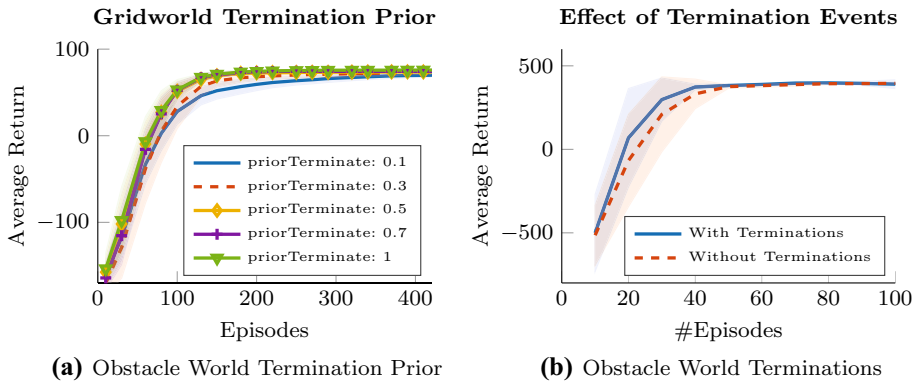 Gridworld Termination Prior
Average Return
100
0
−100
priorTerminate: 0.1
priorTerminate: 0.3
priorTerminate: 0.5
priorTerminate: 0.7
priorTerminate: 1
0 100 200 300 400
Episodes
(a) Obstacle World Termination Prior
Effect of Termination Events
Average Return
500
0
−500
With Terminations
Without Terminations
0 20 40 60 80 100
#Episodes
(b) Obstacle World Terminations